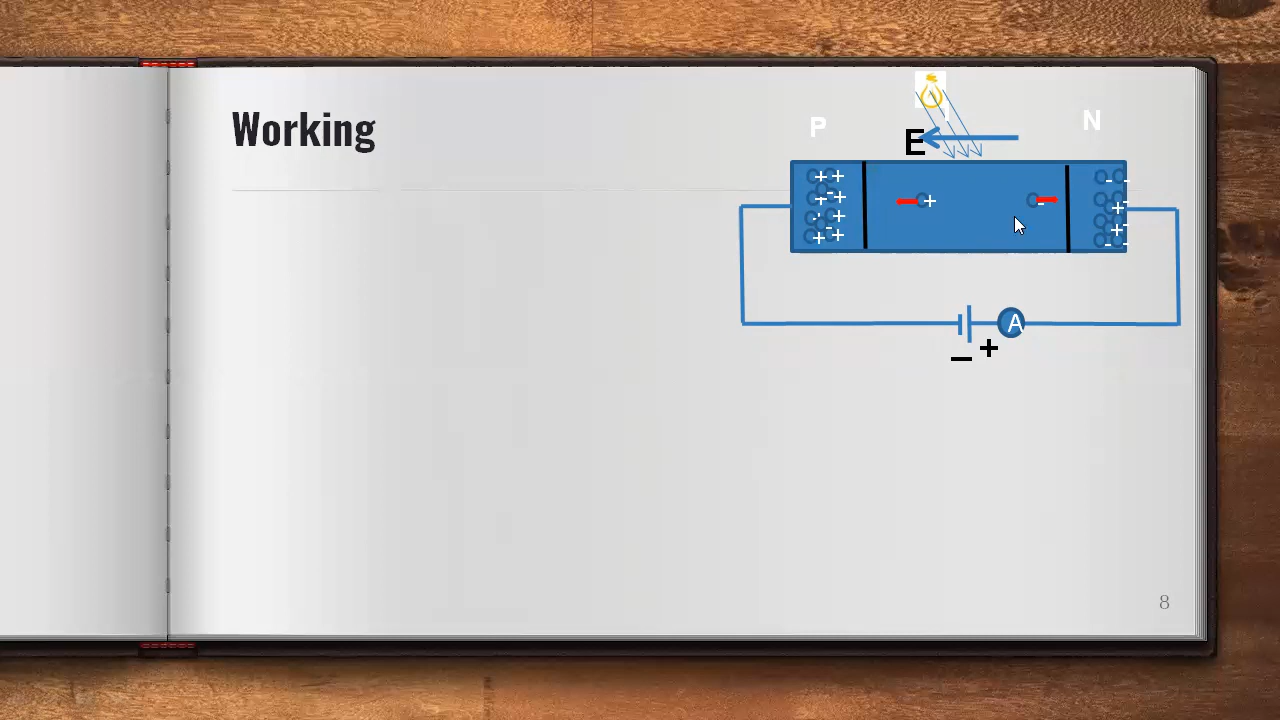 Working
P
N
E
+ +
+ -
+ +
- +
+ -
+ +
+
-
- -
+
+
- -
A
− +
8